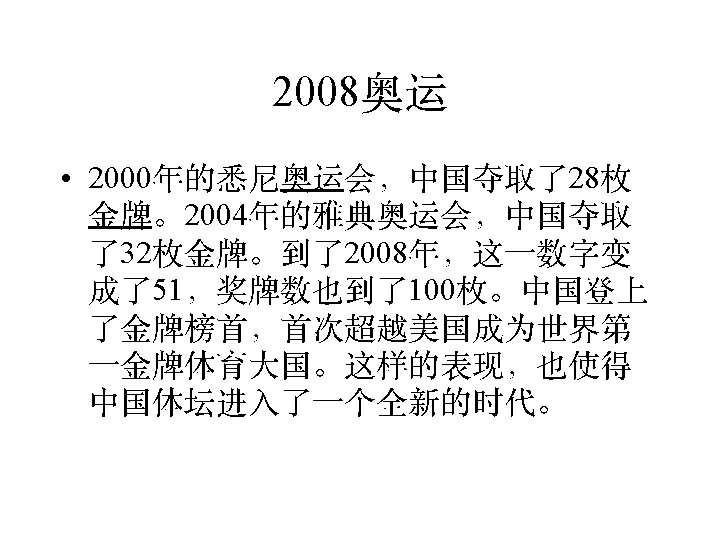 2008奥运
• 2000年的悉尼奥运会，中国夺取了28枚
金牌。2004年的雅典奥运会，中国夺取
了32枚金牌。到了2008年，这一数字变
成了51，奖牌数也到了100枚。中国登上
了金牌榜首，首次超越美国成为世界第
一金牌体育大国。这样的表现，也使得
中国体坛进入了一个全新的时代。